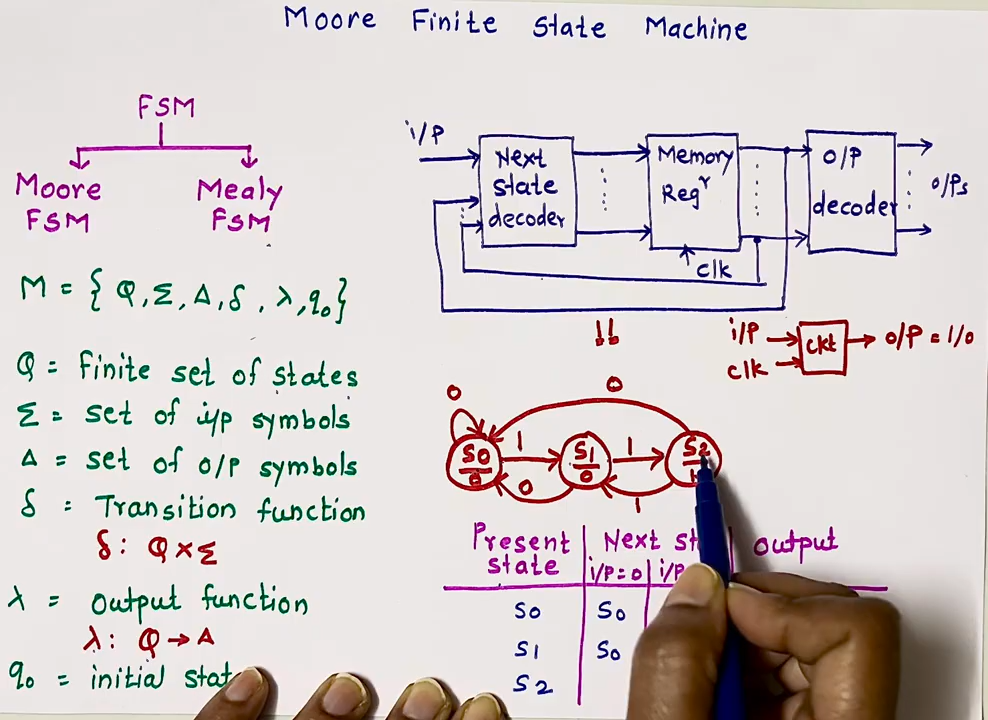 Moore Finite State Machine
FSM
Moore
FSM
Mealy
FSM
M = { Q, Σ, Δ, δ, λ, q₀ }
Q = Finite set of states
Σ = set of i/p symbols
Δ = set of O/P symbols
δ = Transition function
δ: Q × Σ
λ = output function
λ: Q → Δ
q₀ = initial stat
i/P
Next
state
decoder
Memory
Regʳ
clk
O/P
decoder
O/Ps
i/P
clk
ckt
O/P = 1/0
0
0
S0
0
1
S1
0
1
S2
1
0
1
Present
state
Next st
output
i/P=0
i/P
S0
S0
S1
S0
S2